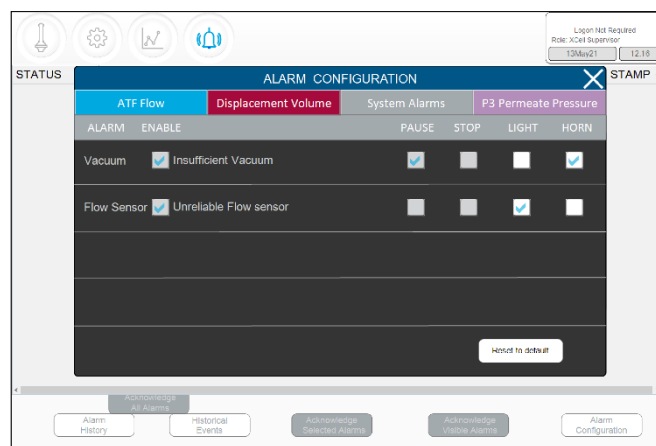 Logon Not Required
Role: XCell Supervisor
13May21 12:18
STATUS STAMP
ALARM CONFIGURATION
ATF Flow Displacement Volume System Alarms P3 Permeate Pressure
ALARM ENABLE PAUSE STOP LIGHT HORN
Vacuum Insufficient Vacuum
Flow Sensor Unreliable Flow sensor
Reset to default
Acknowledge
All Alarms
Alarm
History
Historical
Events
Acknowledge
Selected Alarms
Acknowledge
Visible Alarms
Alarm
Configuration